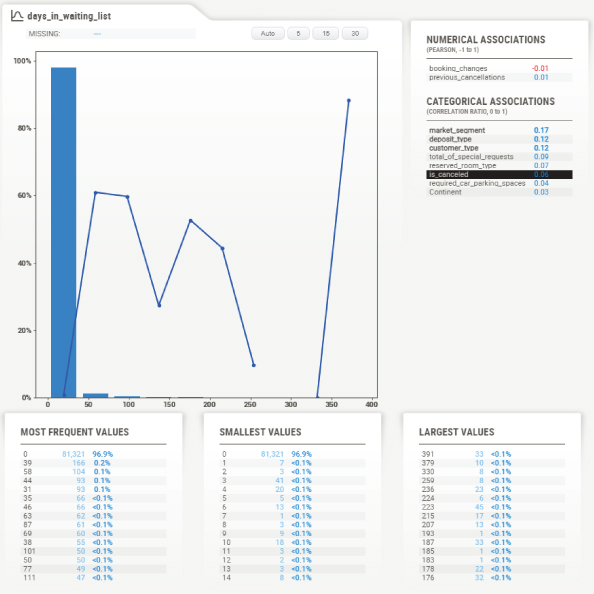 days_in_waiting_list
MISSING: ---
Auto 5 15 30
100%
80%
60%
40%
20%
0%
0 50 100 150 200 250 300 350 400
NUMERICAL ASSOCIATIONS
(PEARSON, -1 to 1)
booking_changes -0.01
previous_cancellations 0.01
CATEGORICAL ASSOCIATIONS
(CORRELATION RATIO, 0 to 1)
market_segment 0.17
deposit_type 0.12
customer_type 0.12
total_of_special_requests 0.09
reserved_room_type 0.07
is_canceled 0.06
required_car_parking_spaces 0.04
Continent 0.03
MOST FREQUENT VALUES
0 81,321 96.9%
39 166 0.2%
58 104 0.1%
44 93 0.1%
31 93 0.1%
35 66 <0.1%
46 66 <0.1%
63 62 <0.1%
87 61 <0.1%
69 60 <0.1%
38 55 <0.1%
101 50 <0.1%
50 50 <0.1%
77 49 <0.1%
111 47 <0.1%
SMALLEST VALUES
0 81,321 96.9%
1 7 <0.1%
2 3 <0.1%
3 41 <0.1%
4 20 <0.1%
5 5 <0.1%
6 13 <0.1%
7 1 <0.1%
8 3 <0.1%
9 9 <0.1%
10 18 <0.1%
11 3 <0.1%
12 2 <0.1%
13 3 <0.1%
14 8 <0.1%
LARGEST VALUES
391 33 <0.1%
379 10 <0.1%
330 8 <0.1%
259 8 <0.1%
236 23 <0.1%
224 6 <0.1%
223 45 <0.1%
215 17 <0.1%
207 13 <0.1%
193 1 <0.1%
187 33 <0.1%
185 1 <0.1%
183 1 <0.1%
178 22 <0.1%
176 32 <0.1%